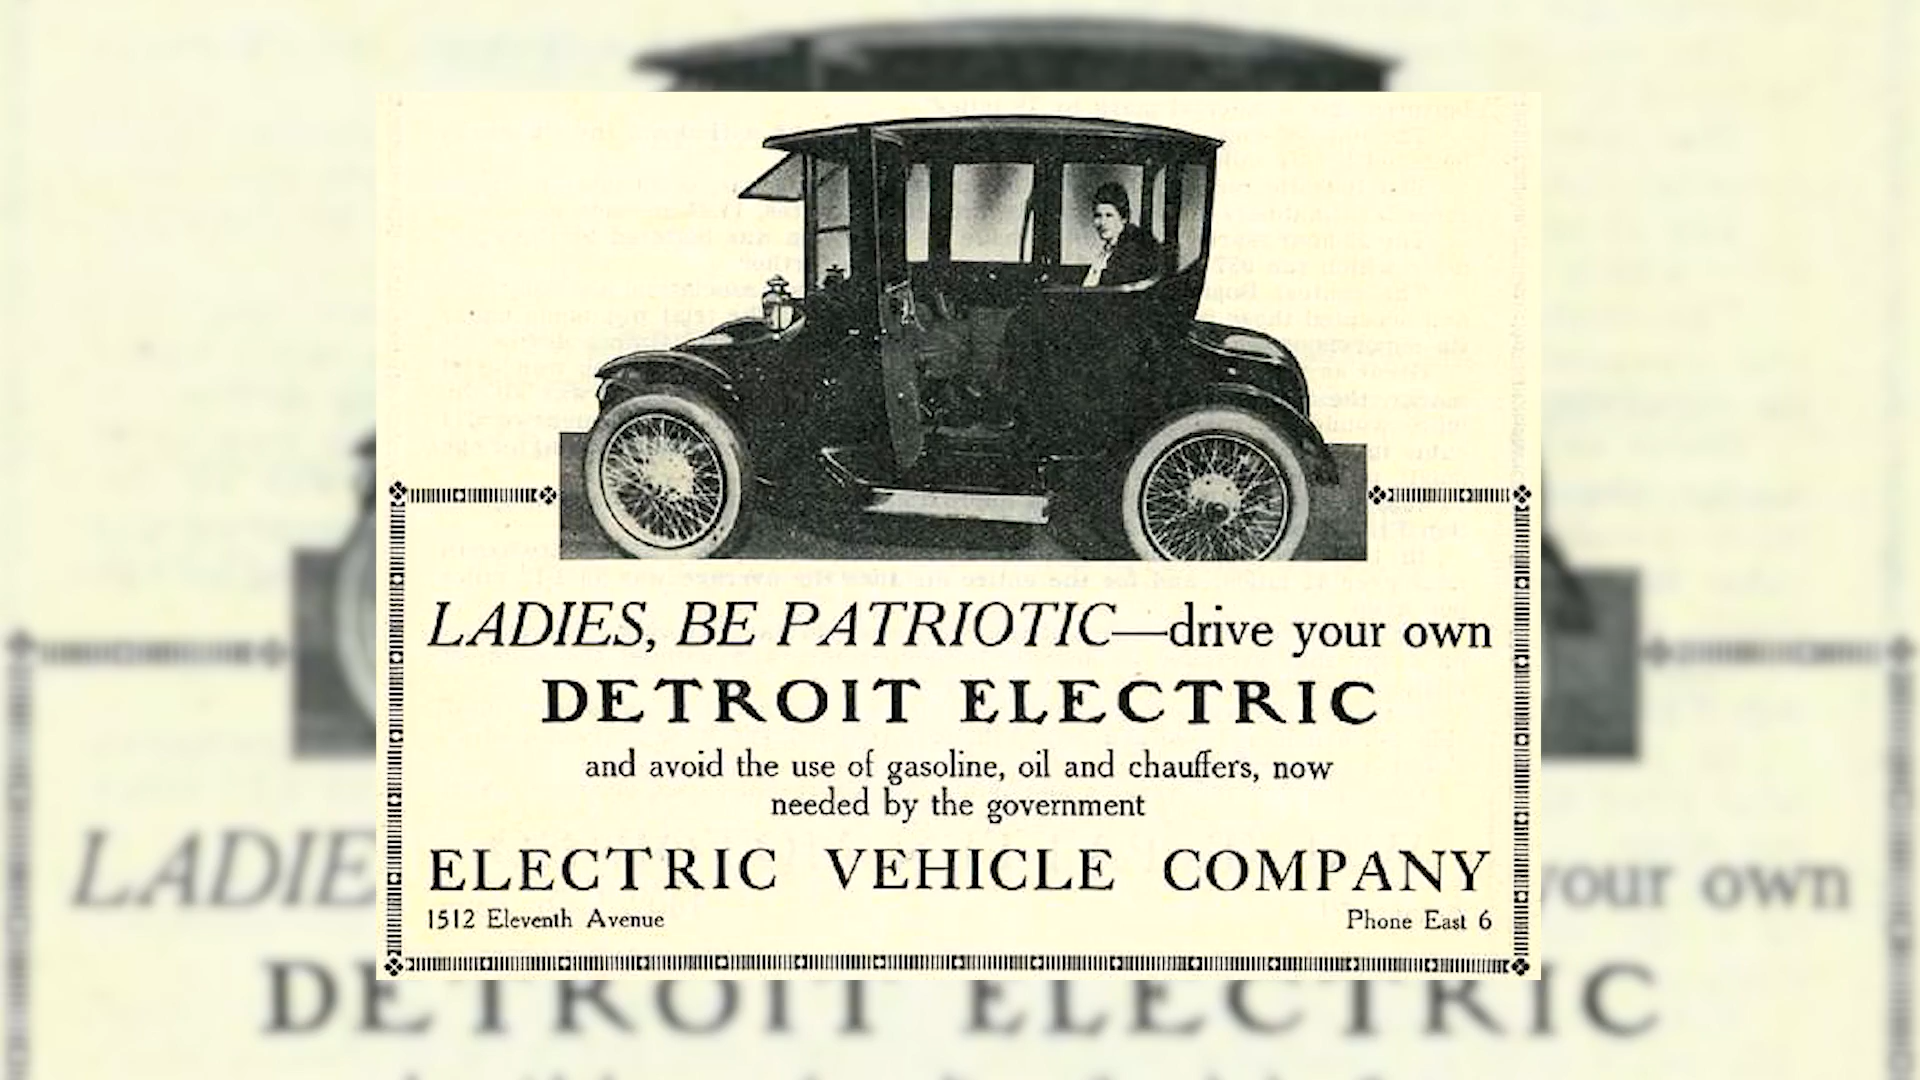 LADIES, BE PATRIOTIC—drive your own
DETROIT ELECTRIC
and avoid the use of gasoline, oil and chauffers, now
needed by the government
ELECTRIC VEHICLE COMPANY
1512 Eleventh Avenue
Phone East 6